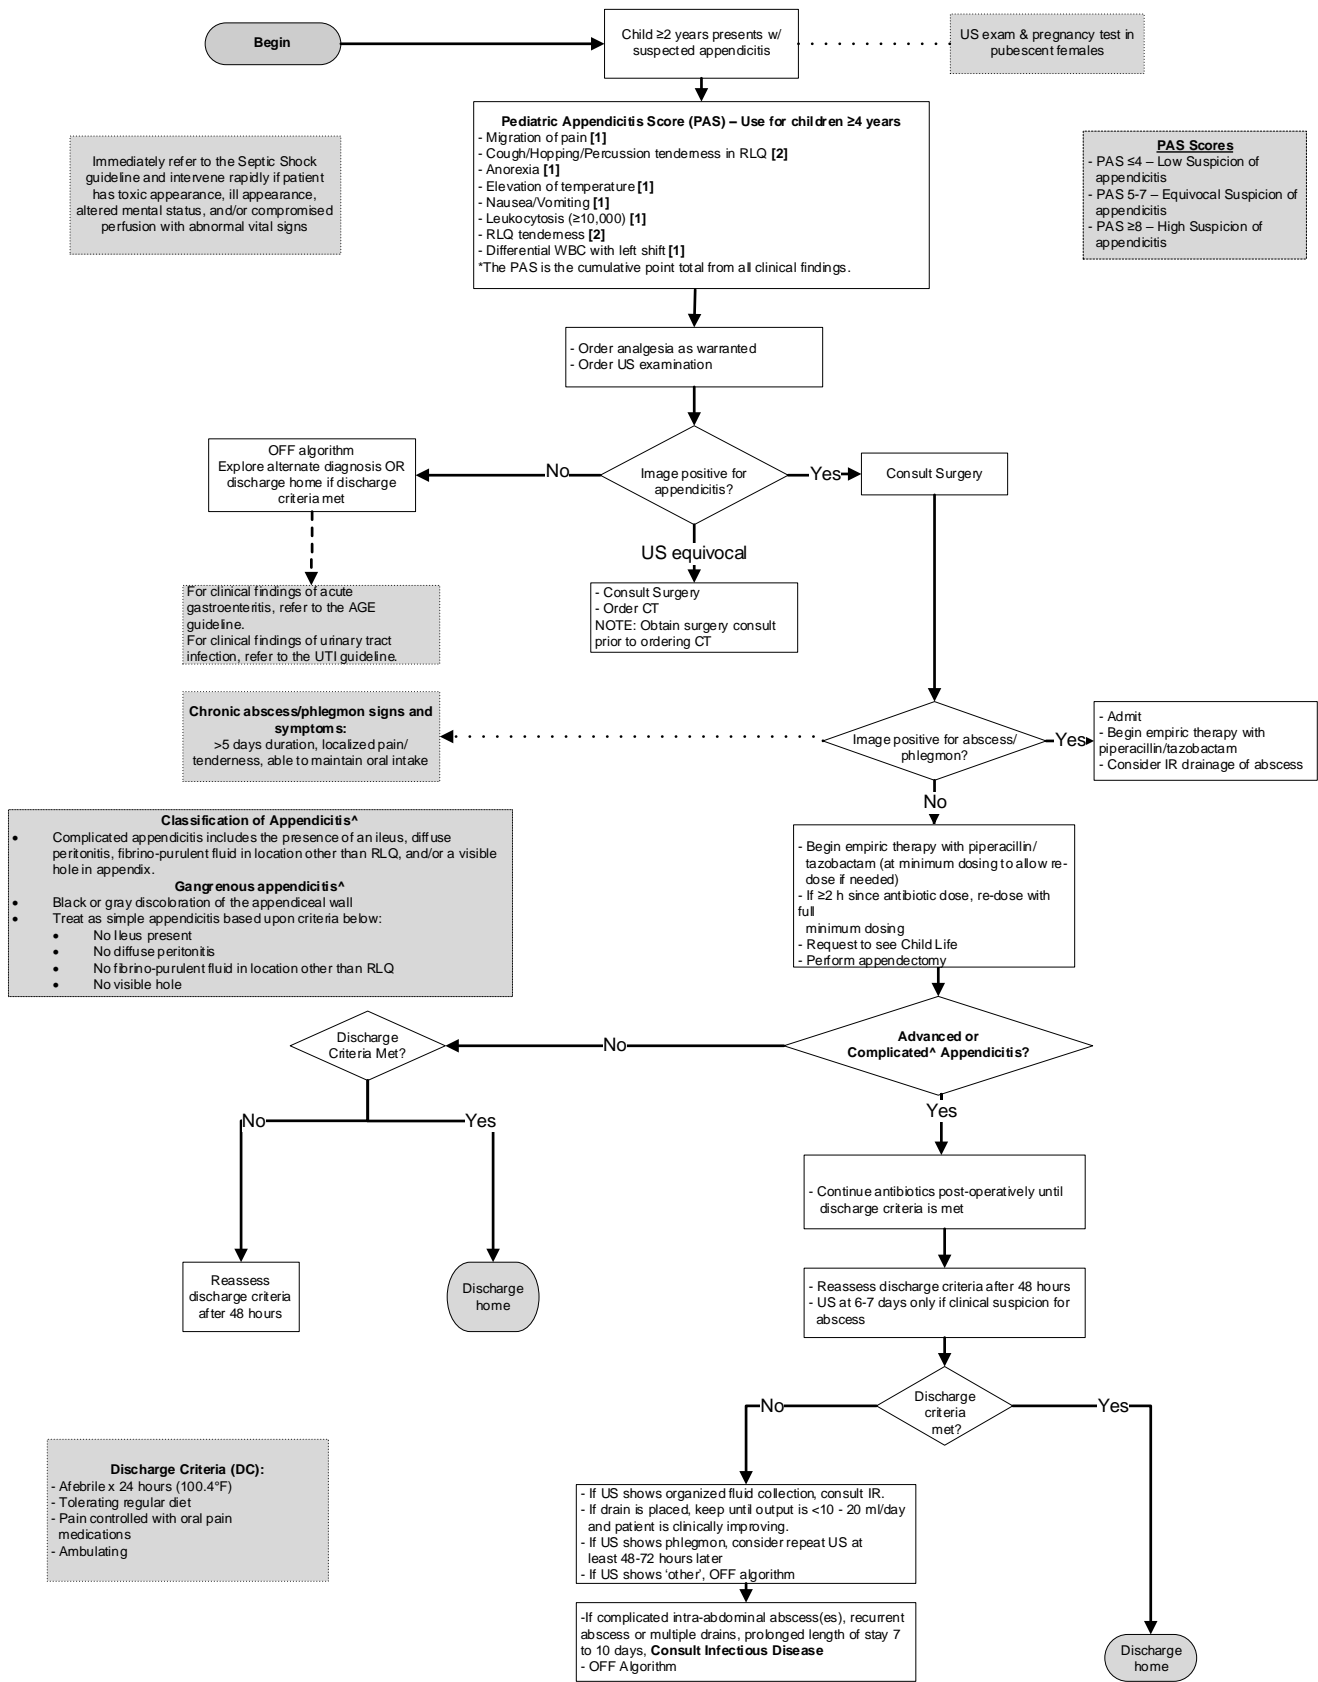 Begin
Child ≥2 years presents w/
suspected appendicitis
US exam & pregnancy test in
pubescent females
Pediatric Appendicitis Score (PAS) – Use for children ≥4 years
- Migration of pain [1]
- Cough/Hopping/Percussion tenderness in RLQ [2]
- Anorexia [1]
- Elevation of temperature [1]
- Nausea/Vomiting [1]
- Leukocytosis (≥10,000) [1]
- RLQ tenderness [2]
- Differential WBC with left shift [1]
*The PAS is the cumulative point total from all clinical findings.
Immediately refer to the Septic Shock
guideline and intervene rapidly if patient
has toxic appearance, ill appearance,
altered mental status, and/or compromised
perfusion with abnormal vital signs
PAS Scores
- PAS ≤4 – Low Suspicion of
appendicitis
- PAS 5-7 – Equivocal Suspicion of
appendicitis
- PAS ≥8 – High Suspicion of
appendicitis
- Order analgesia as warranted
- Order US examination
Image positive for
appendicitis?
No
Yes
US equivocal
OFF algorithm
Explore alternate diagnosis OR
discharge home if discharge
criteria met
Consult Surgery
For clinical findings of acute
gastroenteritis, refer to the AGE
guideline.
For clinical findings of urinary tract
infection, refer to the UTI guideline.
- Consult Surgery
- Order CT
NOTE: Obtain surgery consult
prior to ordering CT
Chronic abscess/phlegmon signs and
symptoms:
>5 days duration, localized pain/
tenderness, able to maintain oral intake
Image positive for abscess/
phlegmon?
Yes
- Admit
- Begin empiric therapy with
piperacillin/tazobactam
- Consider IR drainage of abscess
No
Classification of Appendicitis^
• Complicated appendicitis includes the presence of an ileus, diffuse
peritonitis, fibrino-purulent fluid in location other than RLQ, and/or a visible
hole in appendix.
Gangrenous appendicitis^
• Black or gray discoloration of the appendiceal wall
• Treat as simple appendicitis based upon criteria below:
• No Ileus present
• No diffuse peritonitis
• No fibrino-purulent fluid in location other than RLQ
• No visible hole
- Begin empiric therapy with piperacillin/
tazobactam (at minimum dosing to allow re-
dose if needed)
- If ≥2 h since antibiotic dose, re-dose with
full
minimum dosing
- Request to see Child Life
- Perform appendectomy
Advanced or
Complicated^ Appendicitis?
No
Yes
Discharge
Criteria Met?
No
Yes
Reassess
discharge criteria
after 48 hours
Discharge
home
- Continue antibiotics post-operatively until
discharge criteria is met
- Reassess discharge criteria after 48 hours
- US at 6-7 days only if clinical suspicion for
abscess
Discharge
criteria
met?
No
Yes
Discharge Criteria (DC):
- Afebrile x 24 hours (100.4°F)
- Tolerating regular diet
- Pain controlled with oral pain
medications
- Ambulating
- If US shows organized fluid collection, consult IR.
- If drain is placed, keep until output is <10 - 20 ml/day
and patient is clinically improving.
- If US shows phlegmon, consider repeat US at
least 48-72 hours later
- If US shows ‘other’, OFF algorithm
-If complicated intra-abdominal abscess(es), recurrent
abscess or multiple drains, prolonged length of stay 7
to 10 days, Consult Infectious Disease
- OFF Algorithm
Discharge
home